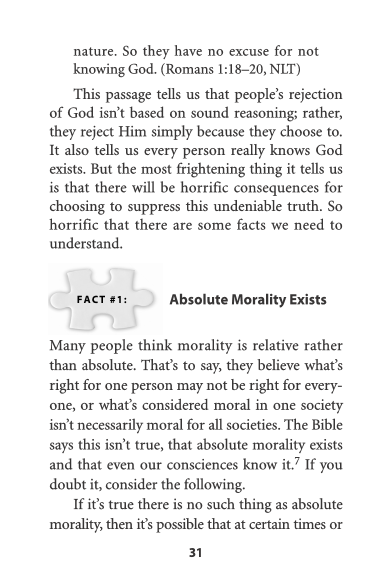 nature. So they have no excuse for not
knowing God. (Romans 1:18–20, NLT)
This passage tells us that people's rejection
of God isn't based on sound reasoning; rather,
they reject Him simply because they choose to.
It also tells us every person really knows God
exists. But the most frightening thing it tells us
is that there will be horrific consequences for
choosing to suppress this undeniable truth. So
horrific that there are some facts we need to
understand.
FACT #1: Absolute Morality Exists
Many people think morality is relative rather
than absolute. That's to say, they believe what's
right for one person may not be right for every-
one, or what's considered moral in one society
isn't necessarily moral for all societies. The Bible
says this isn't true, that absolute morality exists
and that even our consciences know it.7 If you
doubt it, consider the following.
If it's true there is no such thing as absolute
morality, then it's possible that at certain times or
31